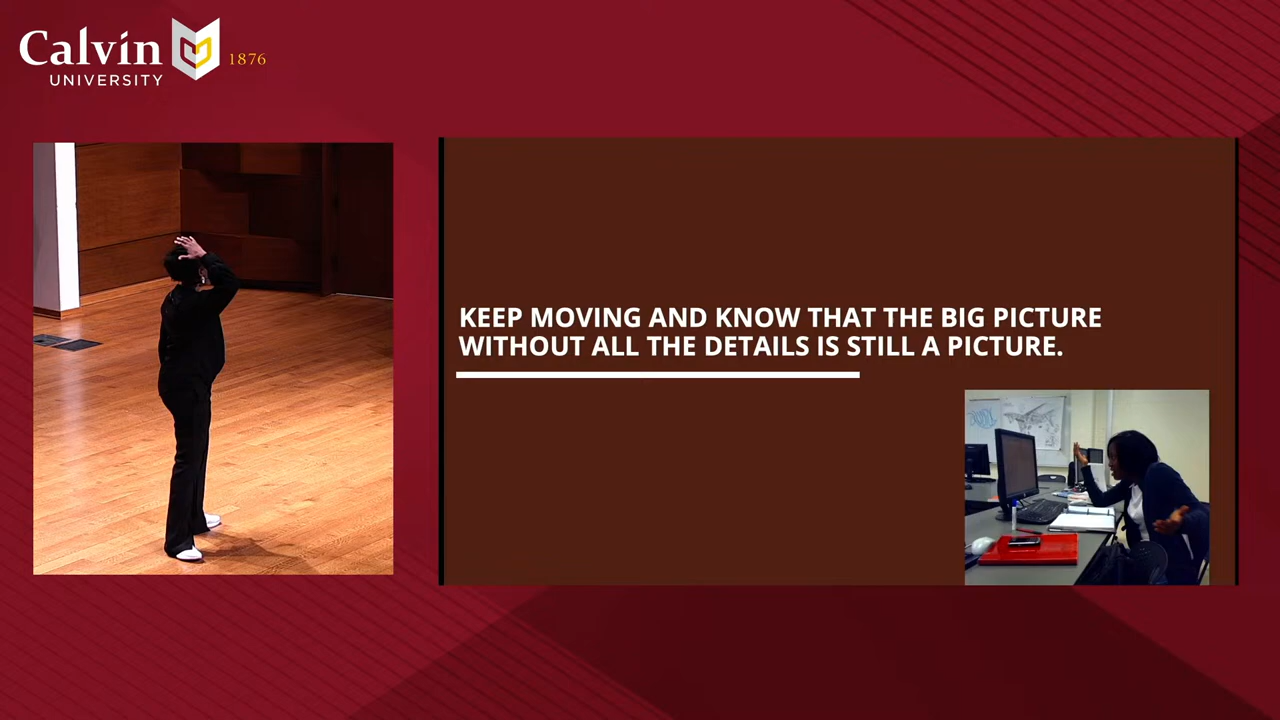 Calvin
UNIVERSITY
1876
KEEP MOVING AND KNOW THAT THE BIG PICTURE
WITHOUT ALL THE DETAILS IS STILL A PICTURE.